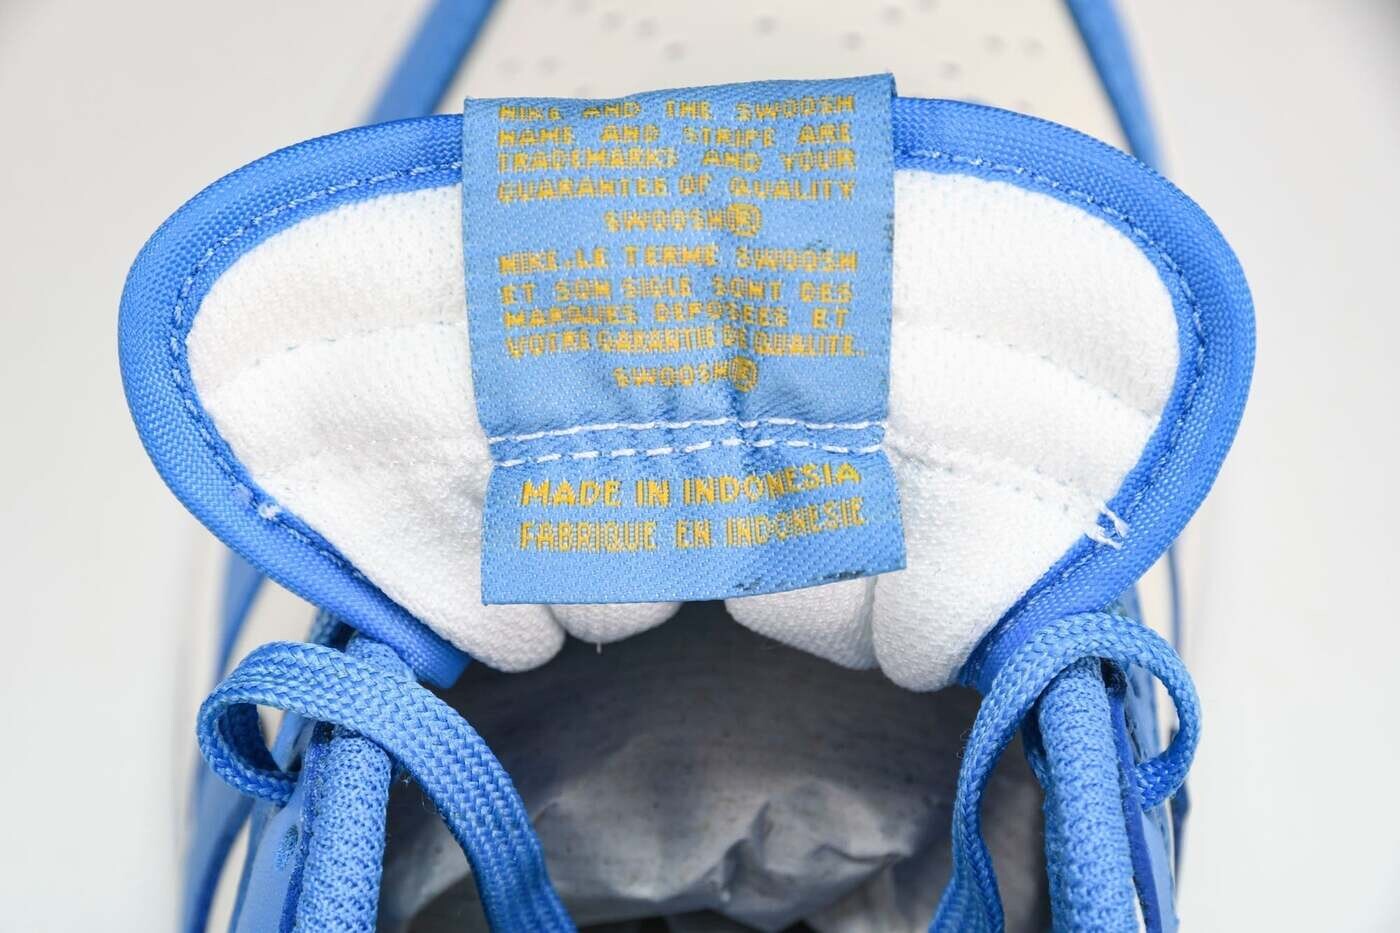 NIKE AND THE SWOOSH
NAME AND STRIPE ARE
TRADEMARKS AND YOUR
GUARANTEE OF QUALITY
SWOOSH®
NIKE.LE TERME SWOOSH
ET SON SIGLE SONT DES
MARQUES DEPOSEES ET
VOTRE GARANTIE DE QUALITE.
SWOOSH®
MADE IN INDONESIA
FABRIQUE EN INDONESIE